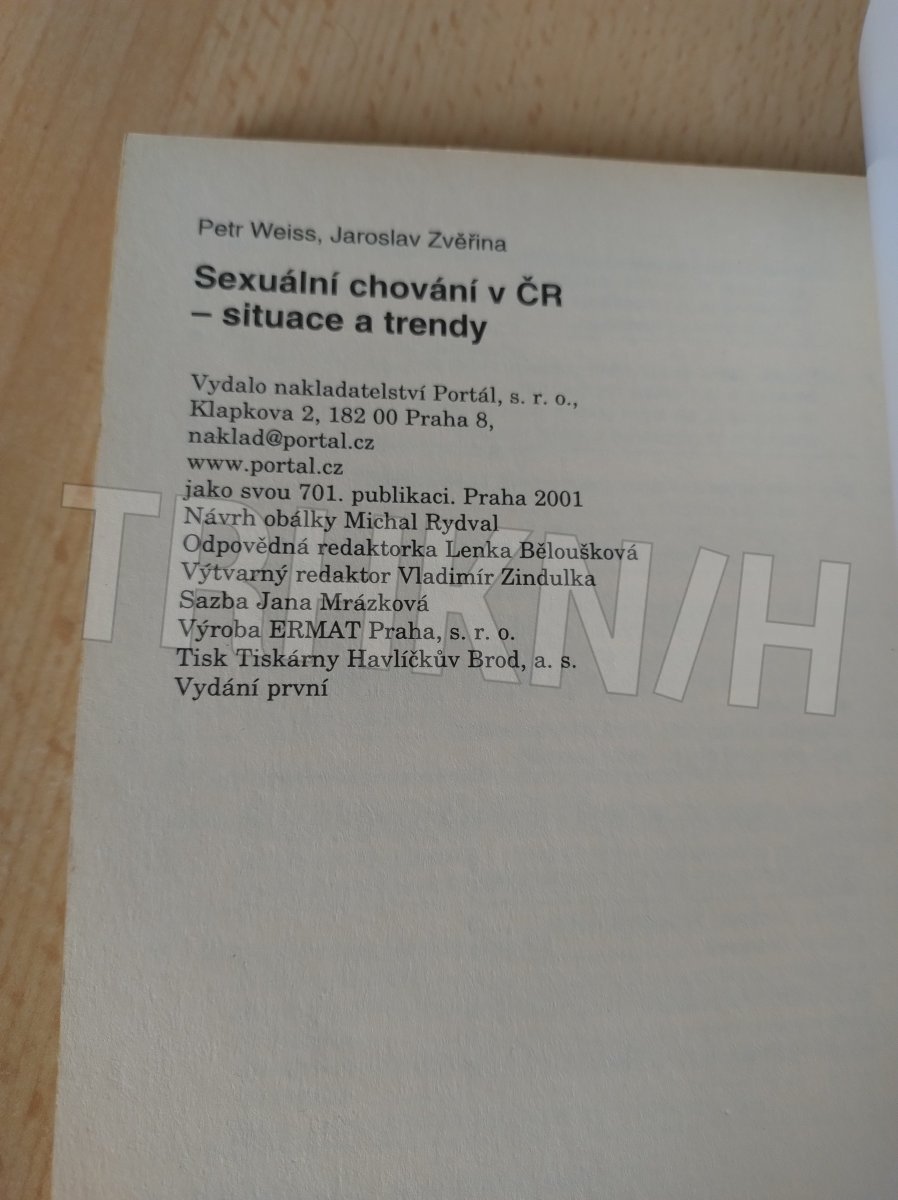 Petr Weiss, Jaroslav Zvěřina
Sexuální chování v ČR
– situace a trendy
Vydalo nakladatelství Portál, s. r. o.,
Klapkova 2, 182 00 Praha 8,
naklad@portal.cz
www.portal.cz
jako svou 701. publikaci. Praha 2001
Návrh obálky Michal Rydval
Odpovědná redaktorka Lenka Běloušková
Výtvarný redaktor Vladimír Zindulka
Sazba Jana Mrázková
Výroba ERMAT Praha, s. r. o.
Tisk Tiskárny Havlíčkův Brod, a. s.
Vydání první